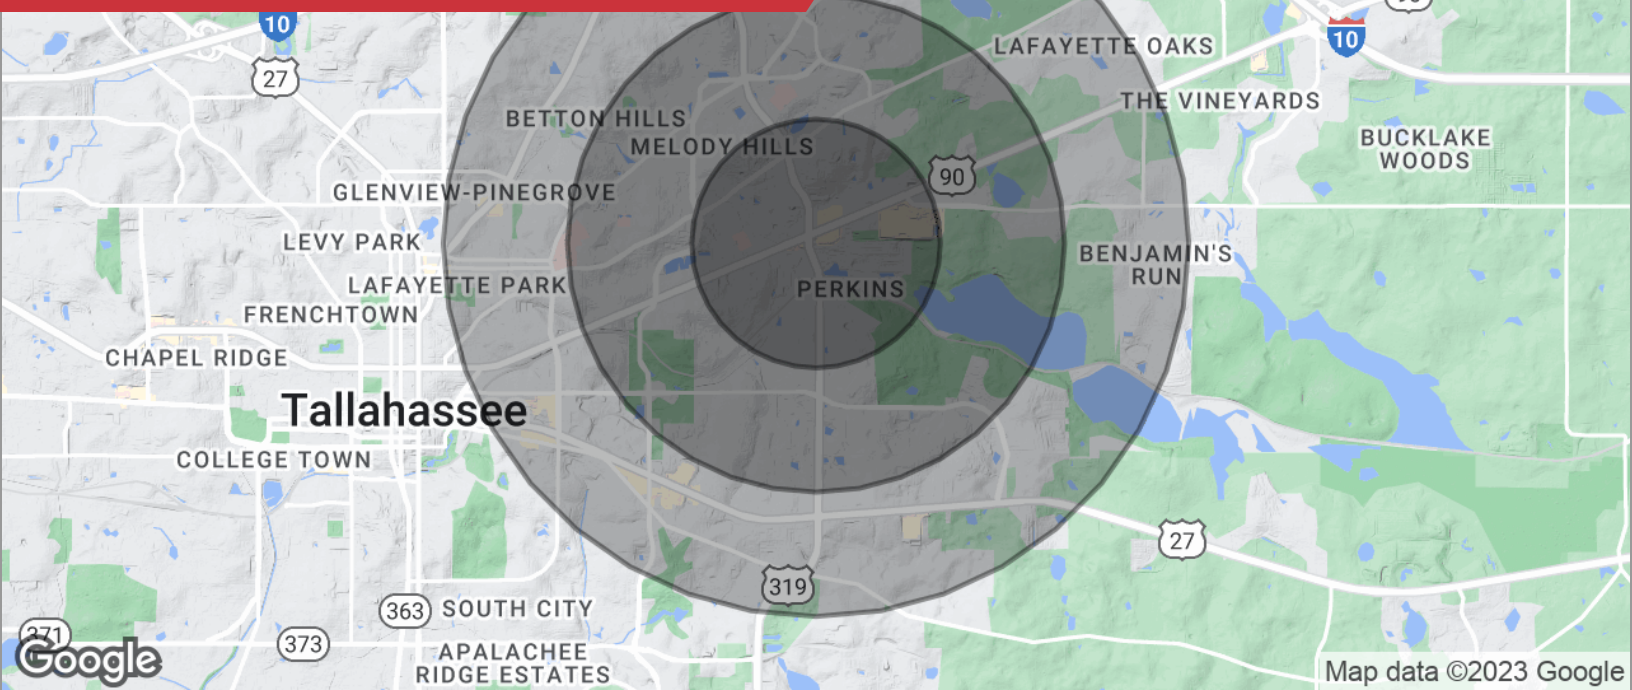 10
27
LAFAYETTE OAKS
10
THE VINEYARDS
BETTON HILLS
MELODY HILLS
BUCKLAKE
WOODS
90
GLENVIEW-PINEGROVE
LEVY PARK
BENJAMIN'S
RUN
LAFAYETTE PARK
PERKINS
FRENCHTOWN
CHAPEL RIDGE
Tallahassee
COLLEGE TOWN
27
319
363
SOUTH CITY
371
373
Google
APALACHEE
RIDGE ESTATES
Map data ©2023 Google